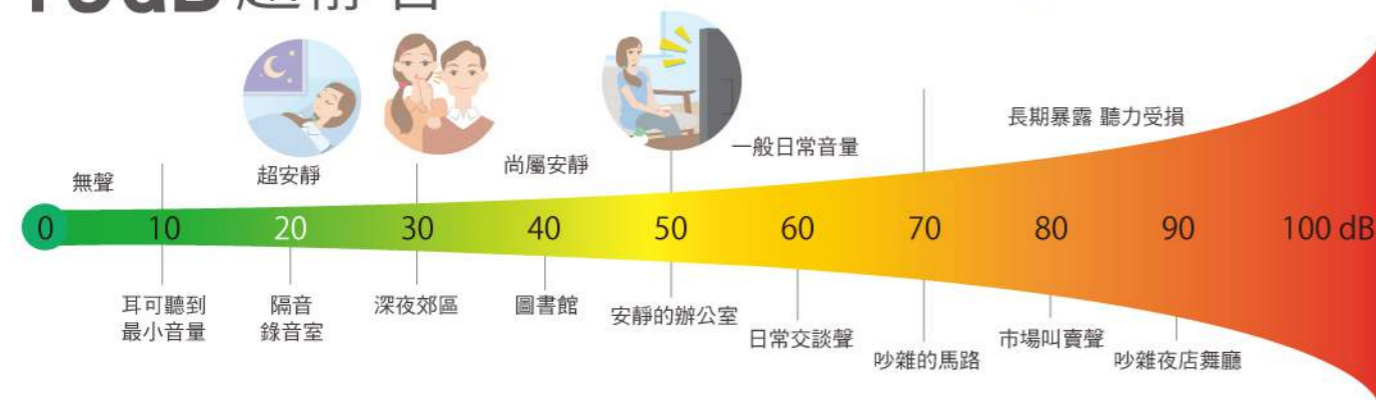 dB 超靜音
長期暴露 聽力受損
一般日常音量
尚屬安靜
超安靜
無聲
0 10 20 30 40 50 60 70 80 90 100 dB
耳可聽到
最小音量
隔音
錄音室
深夜郊區
圖書館
安靜的辦公室
日常交談聲
吵雜的馬路
市場叫賣聲
吵雜夜店舞廳